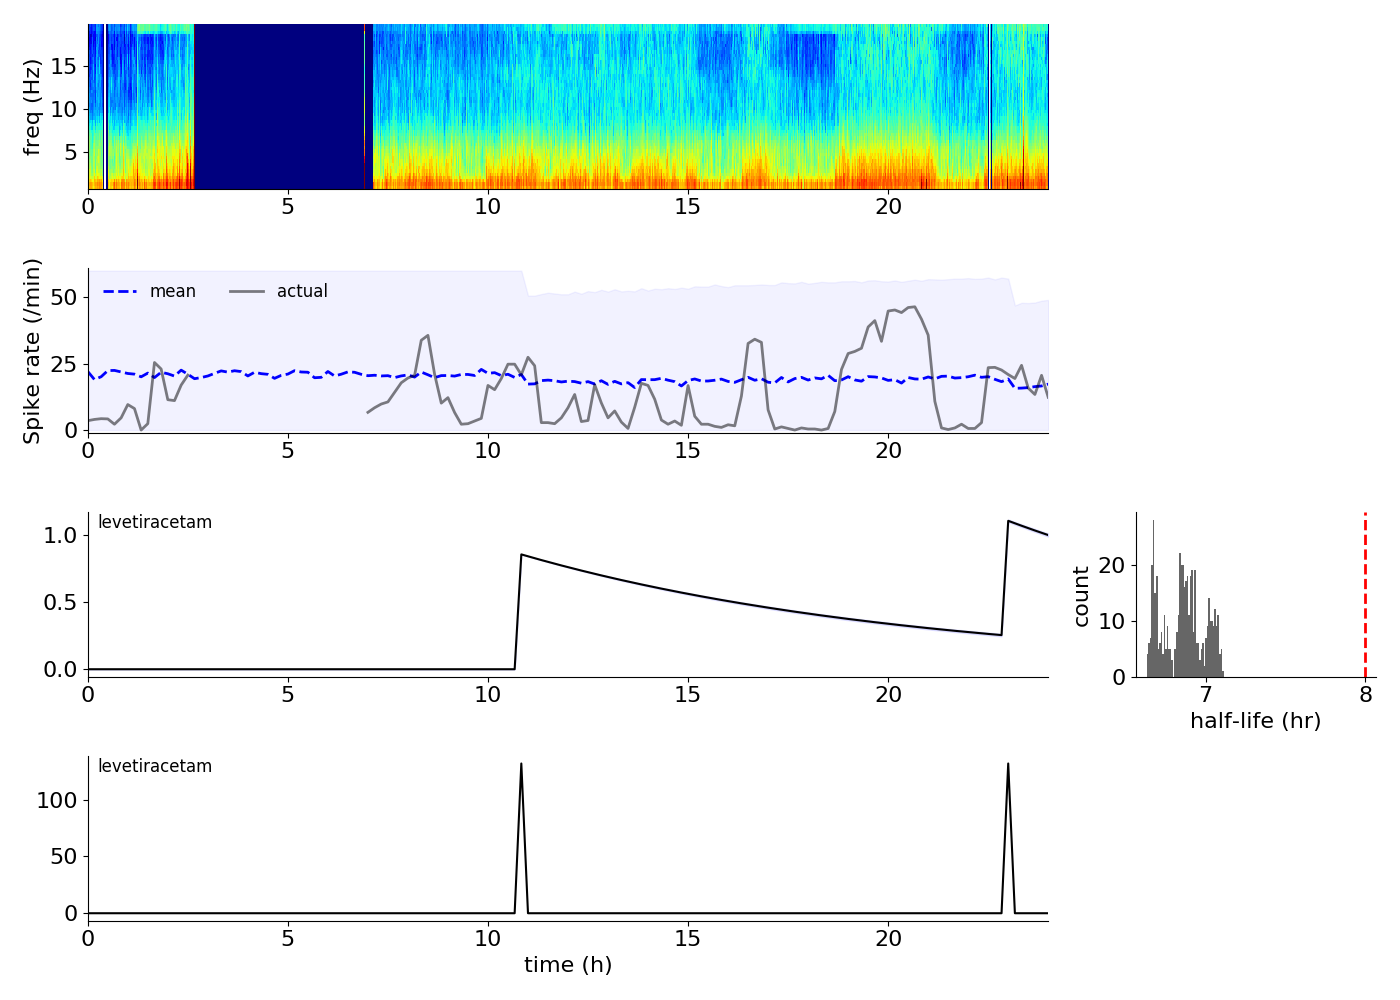 freq (Hz)
15
10
5
0 5 10 15 20
Spike rate (/min)
50
25
0
mean actual
0 5 10 15 20
levetiracetam
1.0
0.5
0.0
0 5 10 15 20
count
20
10
0
7 8
half-life (hr)
levetiracetam
100
50
0
0 5 10 15 20
time (h)